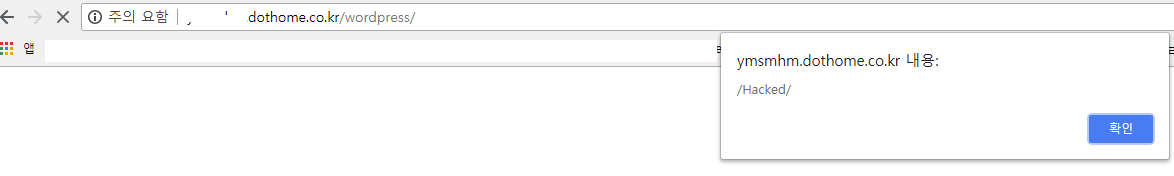 주의 요함 dothome.co.kr/wordpress/
앱
ymsmhm.dothome.co.kr 내용:
/Hacked/
확인